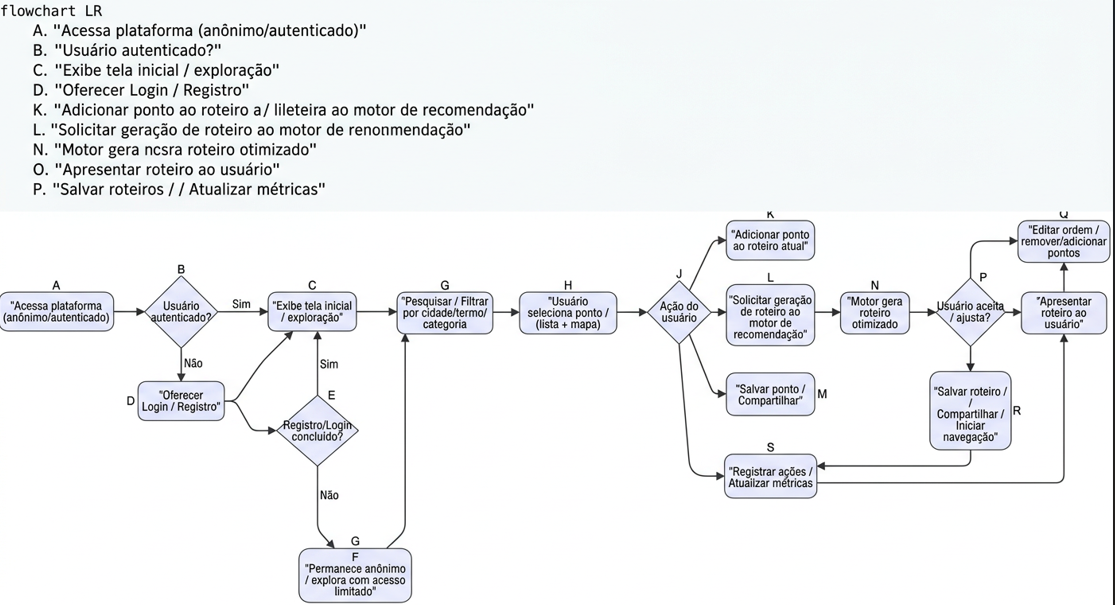 flowchart LR
A. "Acessa plataforma (anônimo/autenticado)"
B. "Usuário autenticado?"
C. "Exibe tela inicial / exploração"
D. "Oferecer Login / Registro"
K. "Adicionar ponto ao roteiro a/ lileteira ao motor de recomendação"
L. "Solicitar geração de roteiro ao motor de renonmendação"
N. "Motor gera ncsra roteiro otimizado"
O. "Apresentar roteiro ao usuário"
P. "Salvar roteiros / / Atualizar métricas"
A
"Acessa plataforma
(anônimo/autenticado)
B
Usuário
autenticado?
Sim
Não
D
"Oferecer
Login / Registro"
C
"Exibe tela inicial
/ exploração"
Sim
E
Registro/Login
concluído?
Não
G
F
"Permanece anônimo
/ explora com acesso
limitado"
G
"Pesquisar / Filtrar
por cidade/termo/
categoria
H
"Usuário
seleciona ponto /
(lista + mapa)
J
Ação do
usuário
K
"Adicionar ponto
ao roteiro atual"
L
"Solicitar geração
de roteiro ao
motor de
recomendação"
"Salvar ponto /
Compartilhar"
M
S
"Registrar ações /
Atuailzar métricas
N
"Motor gera
roteiro
otimizado
P
Usuário aceita
/ ajusta?
Q
"Editar ordem /
remover/adicionar
pontos
"Apresentar
roteiro ao
usuário"
"Salvar roteiro /
/
Compartilhar /
Iniciar
navegação"
R